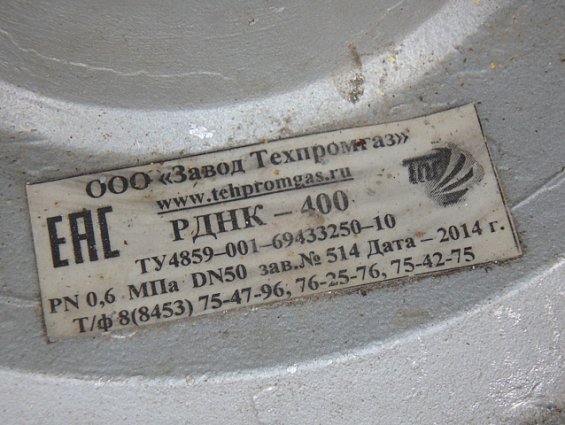 ООО «Завод Техпромгаз»
www.tehpromgas.ru
РДНК – 400
ТУ4859–001–69433250–10
PN 0,6 МПа DN50 зав.№ 514 Дата – 2014 г.
Т/ф 8(8453) 75-47-96, 76-25-76, 75-42-75
EAC